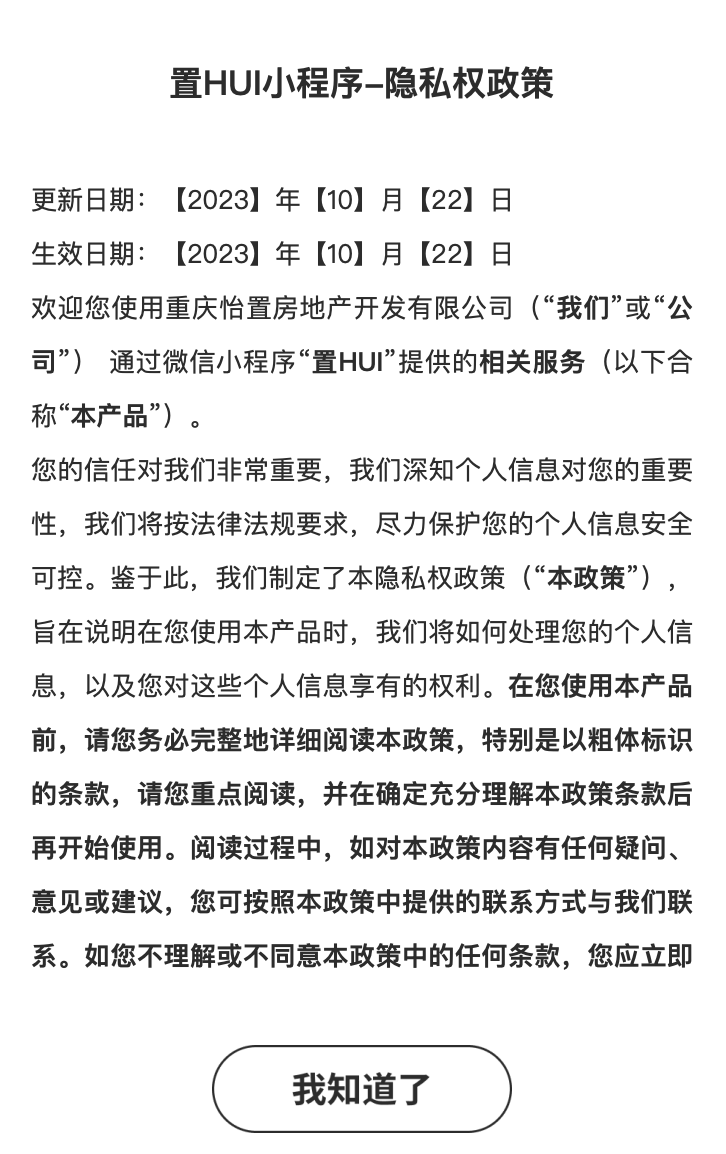 置HUI小程序–隐私权政策
更新日期：【2023】年【10】月【22】日
生效日期：【2023】年【10】月【22】日
欢迎您使用重庆怡置房地产开发有限公司（“我们”或“公
司”） 通过微信小程序“置HUI”提供的相关服务（以下合
称“本产品”）。
您的信任对我们非常重要，我们深知个人信息对您的重要
性，我们将按法律法规要求，尽力保护您的个人信息安全
可控。鉴于此，我们制定了本隐私权政策（“本政策”），
旨在说明在您使用本产品时，我们将如何处理您的个人信
息，以及您对这些个人信息享有的权利。在您使用本产品
前，请您务必完整地详细阅读本政策，特别是以粗体标识
的条款，请您重点阅读，并在确定充分理解本政策条款后
再开始使用。阅读过程中，如对本政策内容有任何疑问、
意见或建议，您可按照本政策中提供的联系方式与我们联
系。如您不理解或不同意本政策中的任何条款，您应立即
我知道了